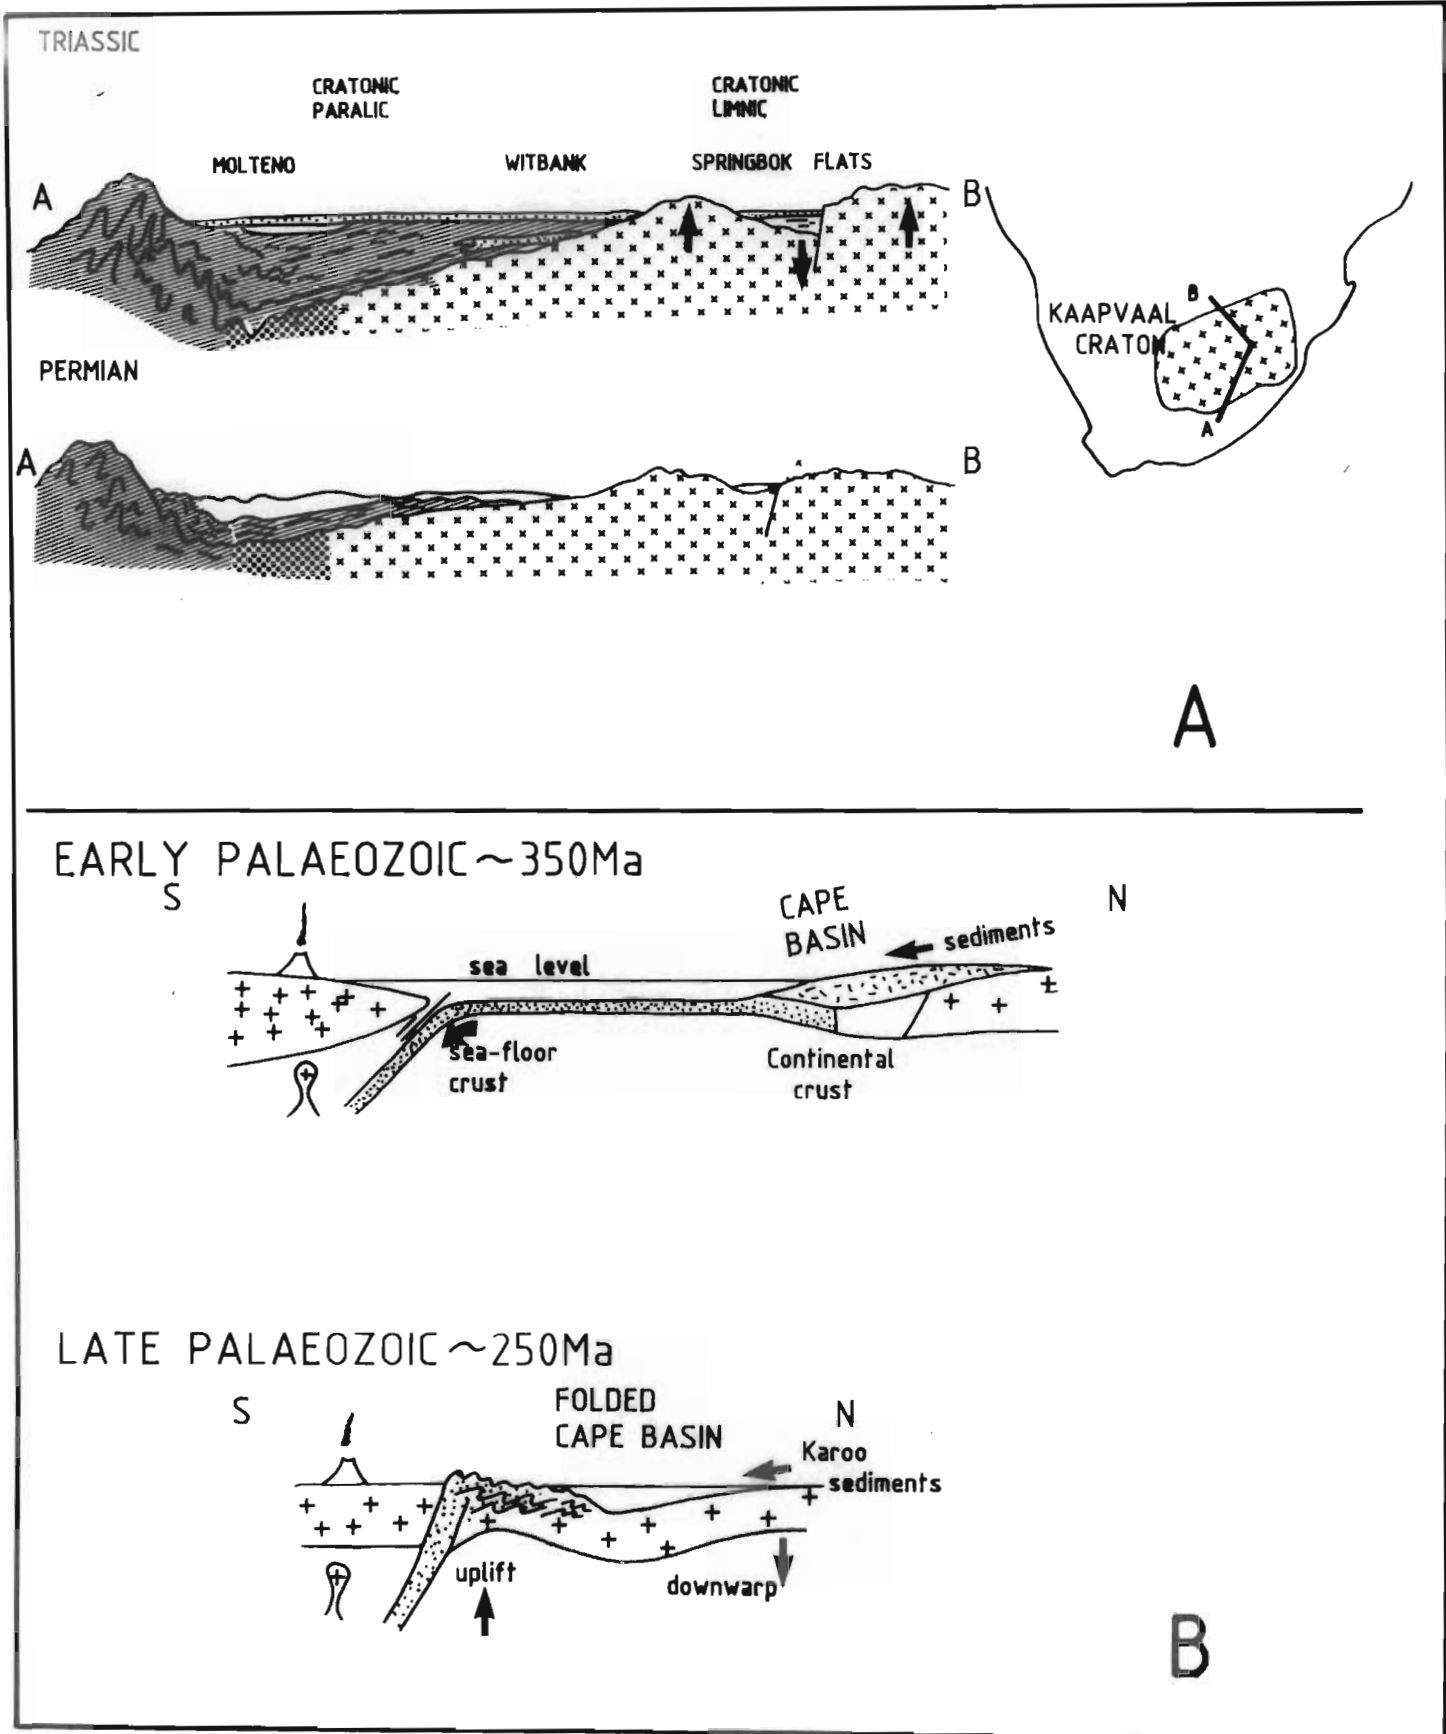 TRIASSIC
CRATONIC
PARALIC
CRATONIC
LIMNIC
MOLTENO
WITBANK
SPRINGBOK FLATS
A
B
B
KAAPVAAL
CRATON
A
PERMIAN
A
B
A
EARLY PALAEOZOIC ~350Ma
S
N
CAPE
BASIN
sediments
sea level
sea-floor
crust
Continental
crust
LATE PALAEOZOIC ~250Ma
S
N
FOLDED
CAPE BASIN
Karoo
sediments
uplift
downwarp
B